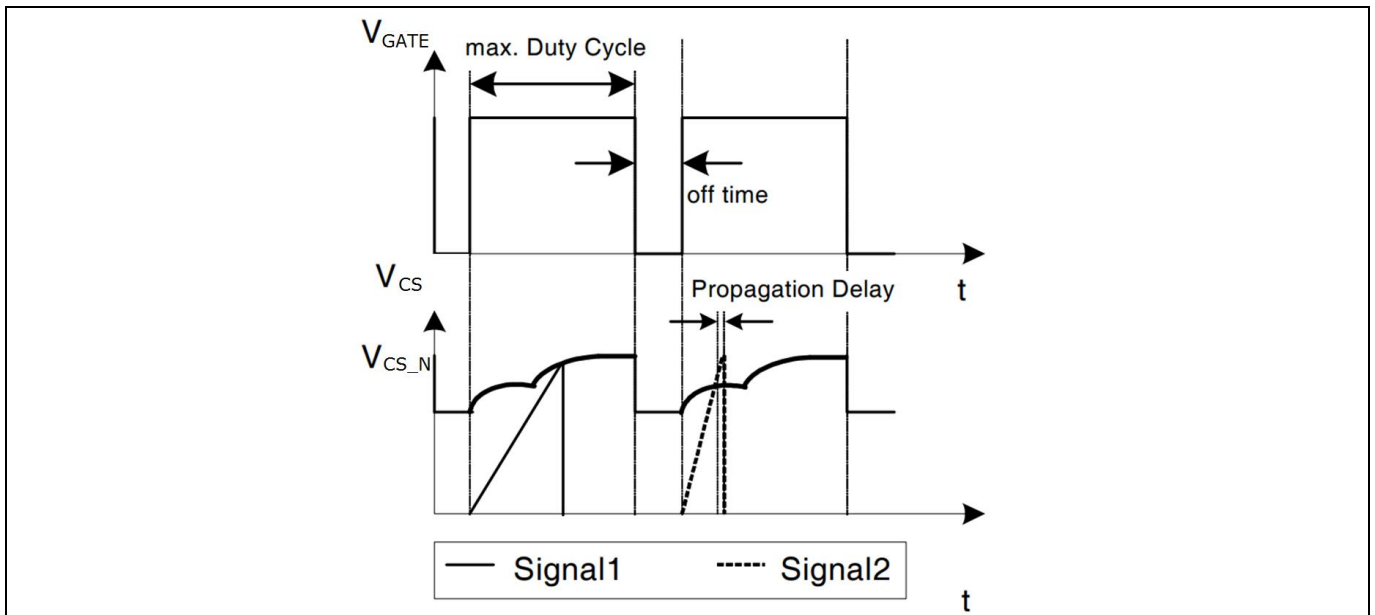 VGATE
max. Duty Cycle
off time
VCS
Propagation Delay
t
VCS_N
Signal1
Signal2
t